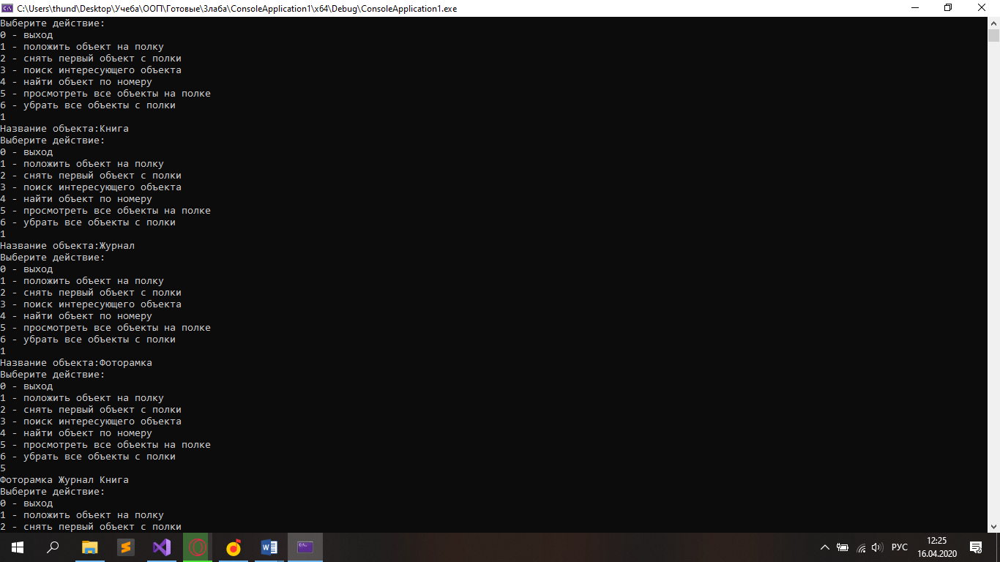 C:\Users\thund\Desktop\Учеба\ООП\Готовые\3лаба\ConsoleApplication1\x64\Debug\ConsoleApplication1.exe
Выберите действие:
0 - выход
1 - положить объект на полку
2 - снять первый объект с полки
3 - поиск интересующего объекта
4 - найти объект по номеру
5 - просмотреть все объекты на полке
6 - убрать все объекты с полки
1
Название объекта:Книга
Выберите действие:
0 - выход
1 - положить объект на полку
2 - снять первый объект с полки
3 - поиск интересующего объекта
4 - найти объект по номеру
5 - просмотреть все объекты на полке
6 - убрать все объекты с полки
1
Название объекта:Журнал
Выберите действие:
0 - выход
1 - положить объект на полку
2 - снять первый объект с полки
3 - поиск интересующего объекта
4 - найти объект по номеру
5 - просмотреть все объекты на полке
6 - убрать все объекты с полки
1
Название объекта:Фоторамка
Выберите действие:
0 - выход
1 - положить объект на полку
2 - снять первый объект с полки
3 - поиск интересующего объекта
4 - найти объект по номеру
5 - просмотреть все объекты на полке
6 - убрать все объекты с полки
5
Фоторамка Журнал Книга
Выберите действие:
0 - выход
1 - положить объект на полку
2 - снять первый объект с полки
РУС
12:25
16.04.2020